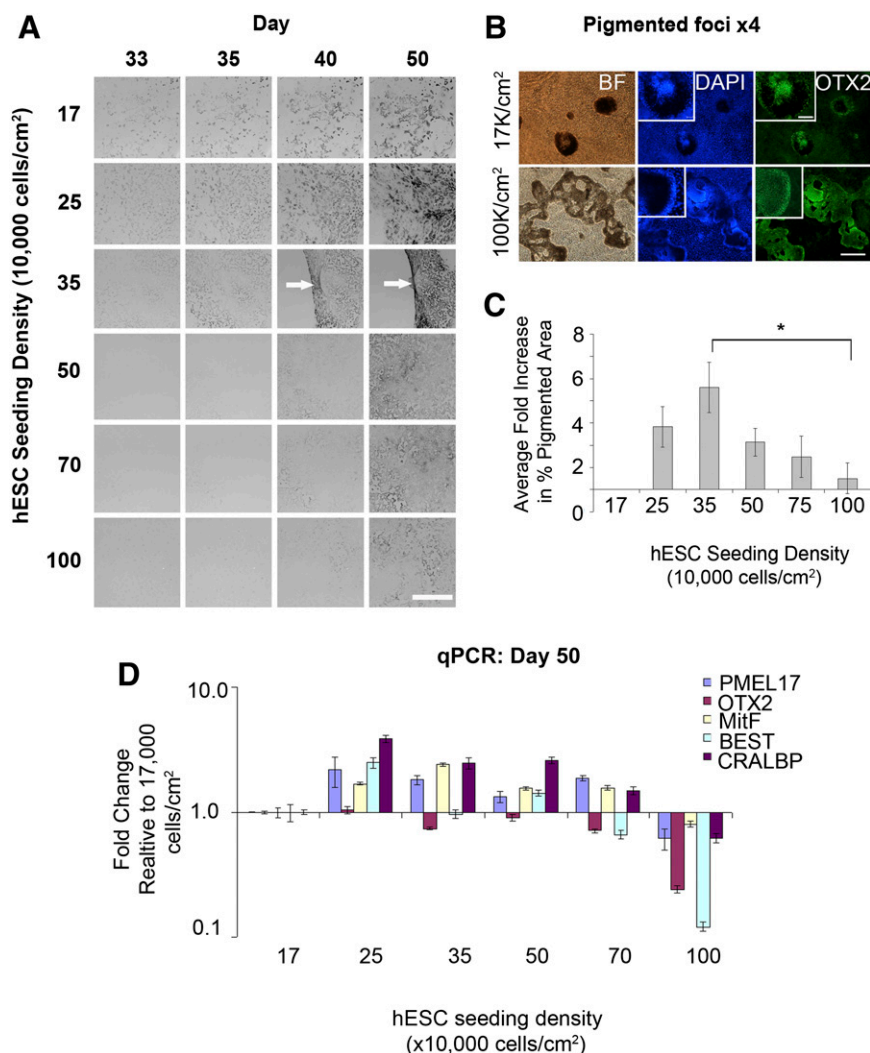 A
Day
33 35 40 50
hESC Seeding Density (10,000 cells/cm²)
17
25
35
50
70
100
B
Pigmented foci x4
17K/cm²
BF
DAPI
OTX2
100K/cm²
C
*
Average Fold Increase
in % Pigmented Area
8
6
4
2
0
17 25 35 50 75 100
hESC Seeding Density
(10,000 cells/cm²)
D
qPCR: Day 50
PMEL17
OTX2
MitF
BEST
CRALBP
Fold Change
Realtive to 17,000
cells/cm²
10.0
1.0
0.1
17 25 35 50 70 100
hESC seeding density
(x10,000 cells/cm²)